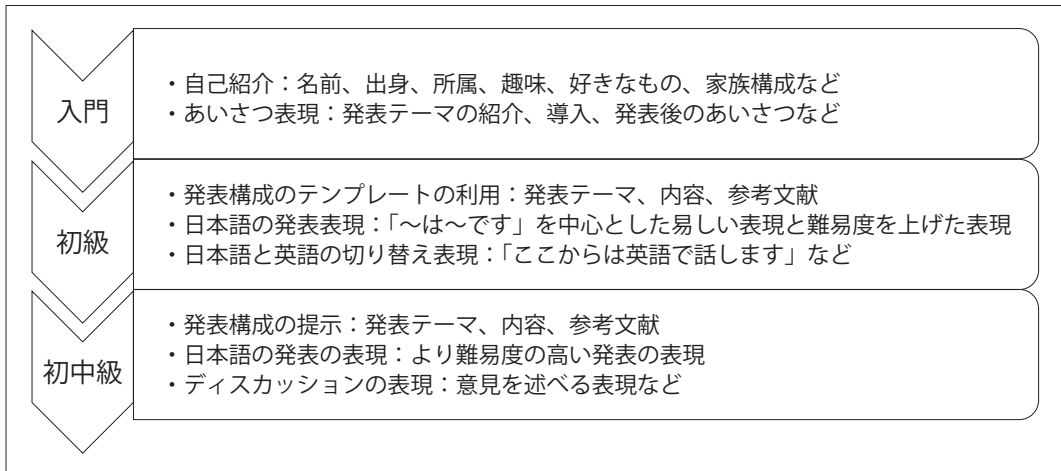 入門
・自己紹介：名前、出身、所属、趣味、好きなもの、家族構成など
・あいさつ表現：発表テーマの紹介、導入、発表後のあいさつなど
初級
・発表構成のテンプレートの利用：発表テーマ、内容、参考文献
・日本語の発表表現：「～は～です」を中心とした易しい表現と難易度を上げた表現
・日本語と英語の切り替え表現：「ここからは英語で話します」など
初中級
・発表構成の提示：発表テーマ、内容、参考文献
・日本語の発表の表現：より難易度の高い発表の表現
・ディスカッションの表現：意見を述べる表現など